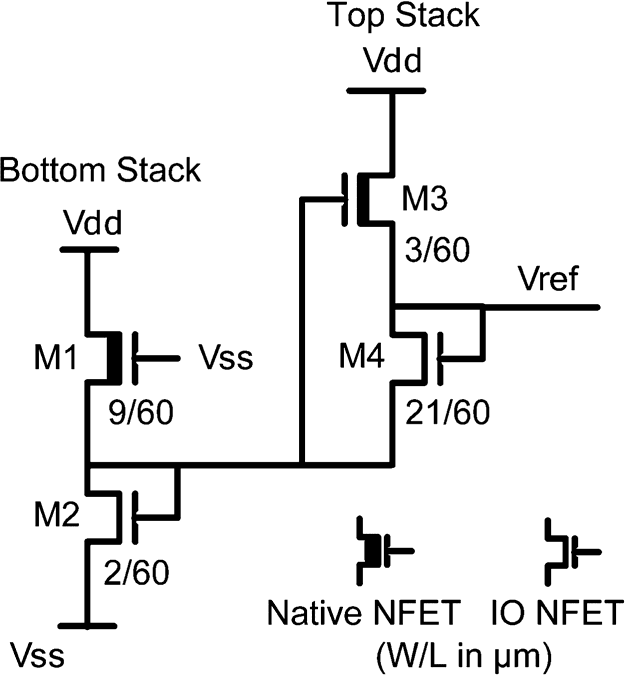 Top Stack
Vdd
Bottom Stack
Vdd
M3
3/60
Vref
M1
Vss
M4
9/60
21/60
M2
2/60
Native NFET
IO NFET
(W/L in µm)
Vss